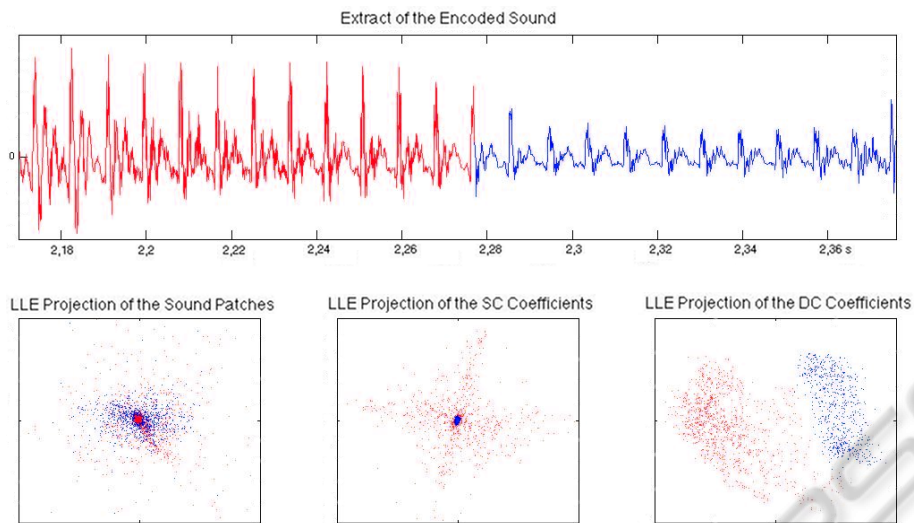 Extract of the Encoded Sound
0
2,18 2,2 2,22 2,24 2,26 2,28 2,3 2,32 2,34 2,36 s
LLE Projection of the Sound Patches
LLE Projection of the SC Coefficients
LLE Projection of the DC Coefficients